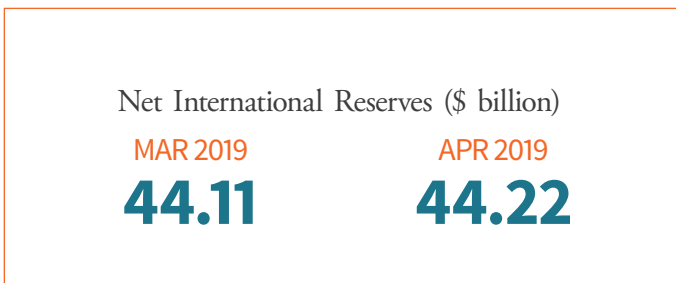 Net International Reserves ($ billion)
MAR 2019 APR 2019
44.11 44.22